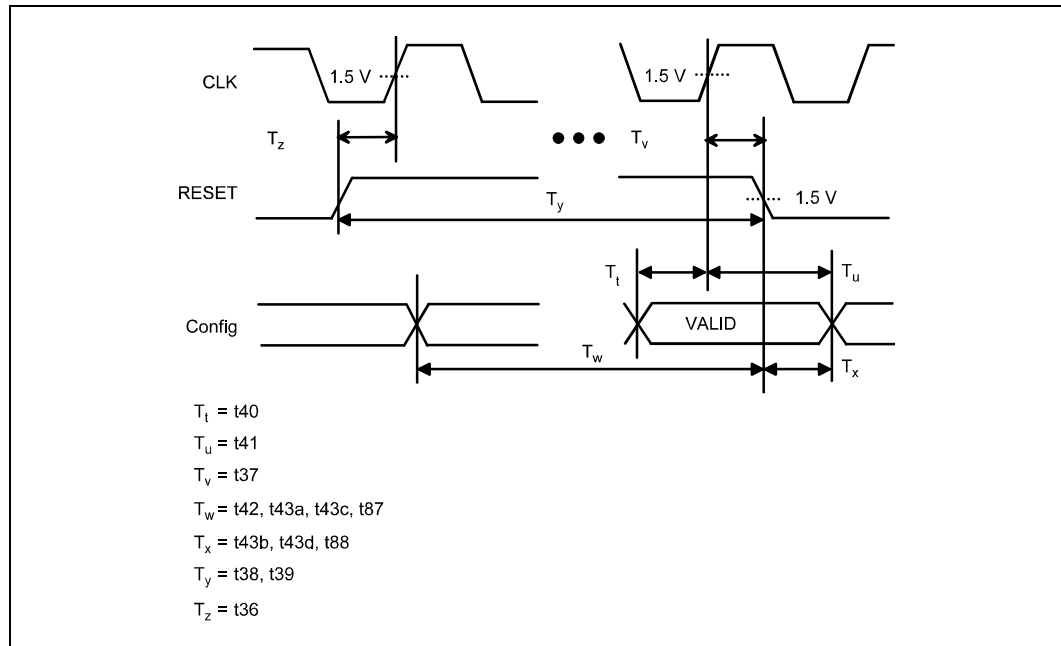 CLK
1.5 V
1.5 V
Tz
Tv
RESET
Ty
1.5 V
Tt
Tu
Config
VALID
Tw
Tx
Tt = t40
Tu = t41
Tv = t37
Tw = t42, t43a, t43c, t87
Tx = t43b, t43d, t88
Ty = t38, t39
Tz = t36